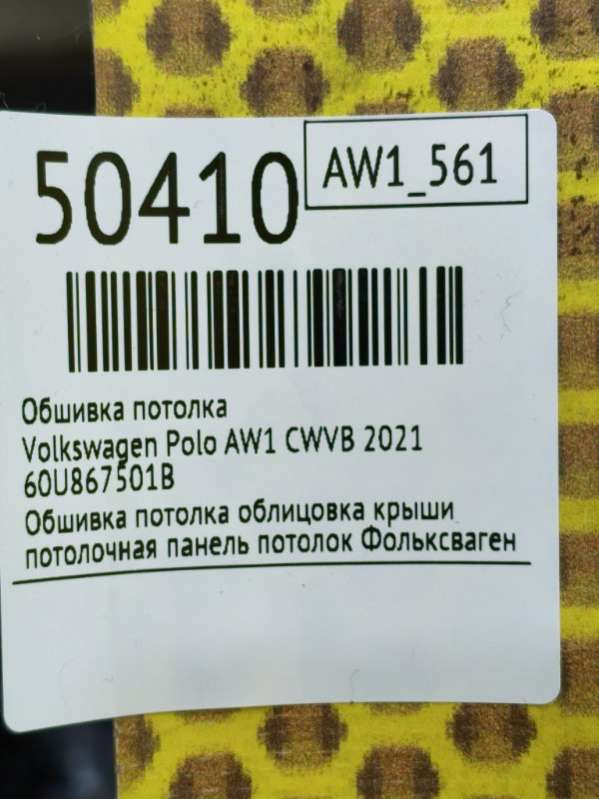 50410
AW1_561
Обшивка потолка
Volkswagen Polo AW1 CWVB 2021
60U867501B
Обшивка потолка облицовка крыши
потолочная панель потолок Фольксваген